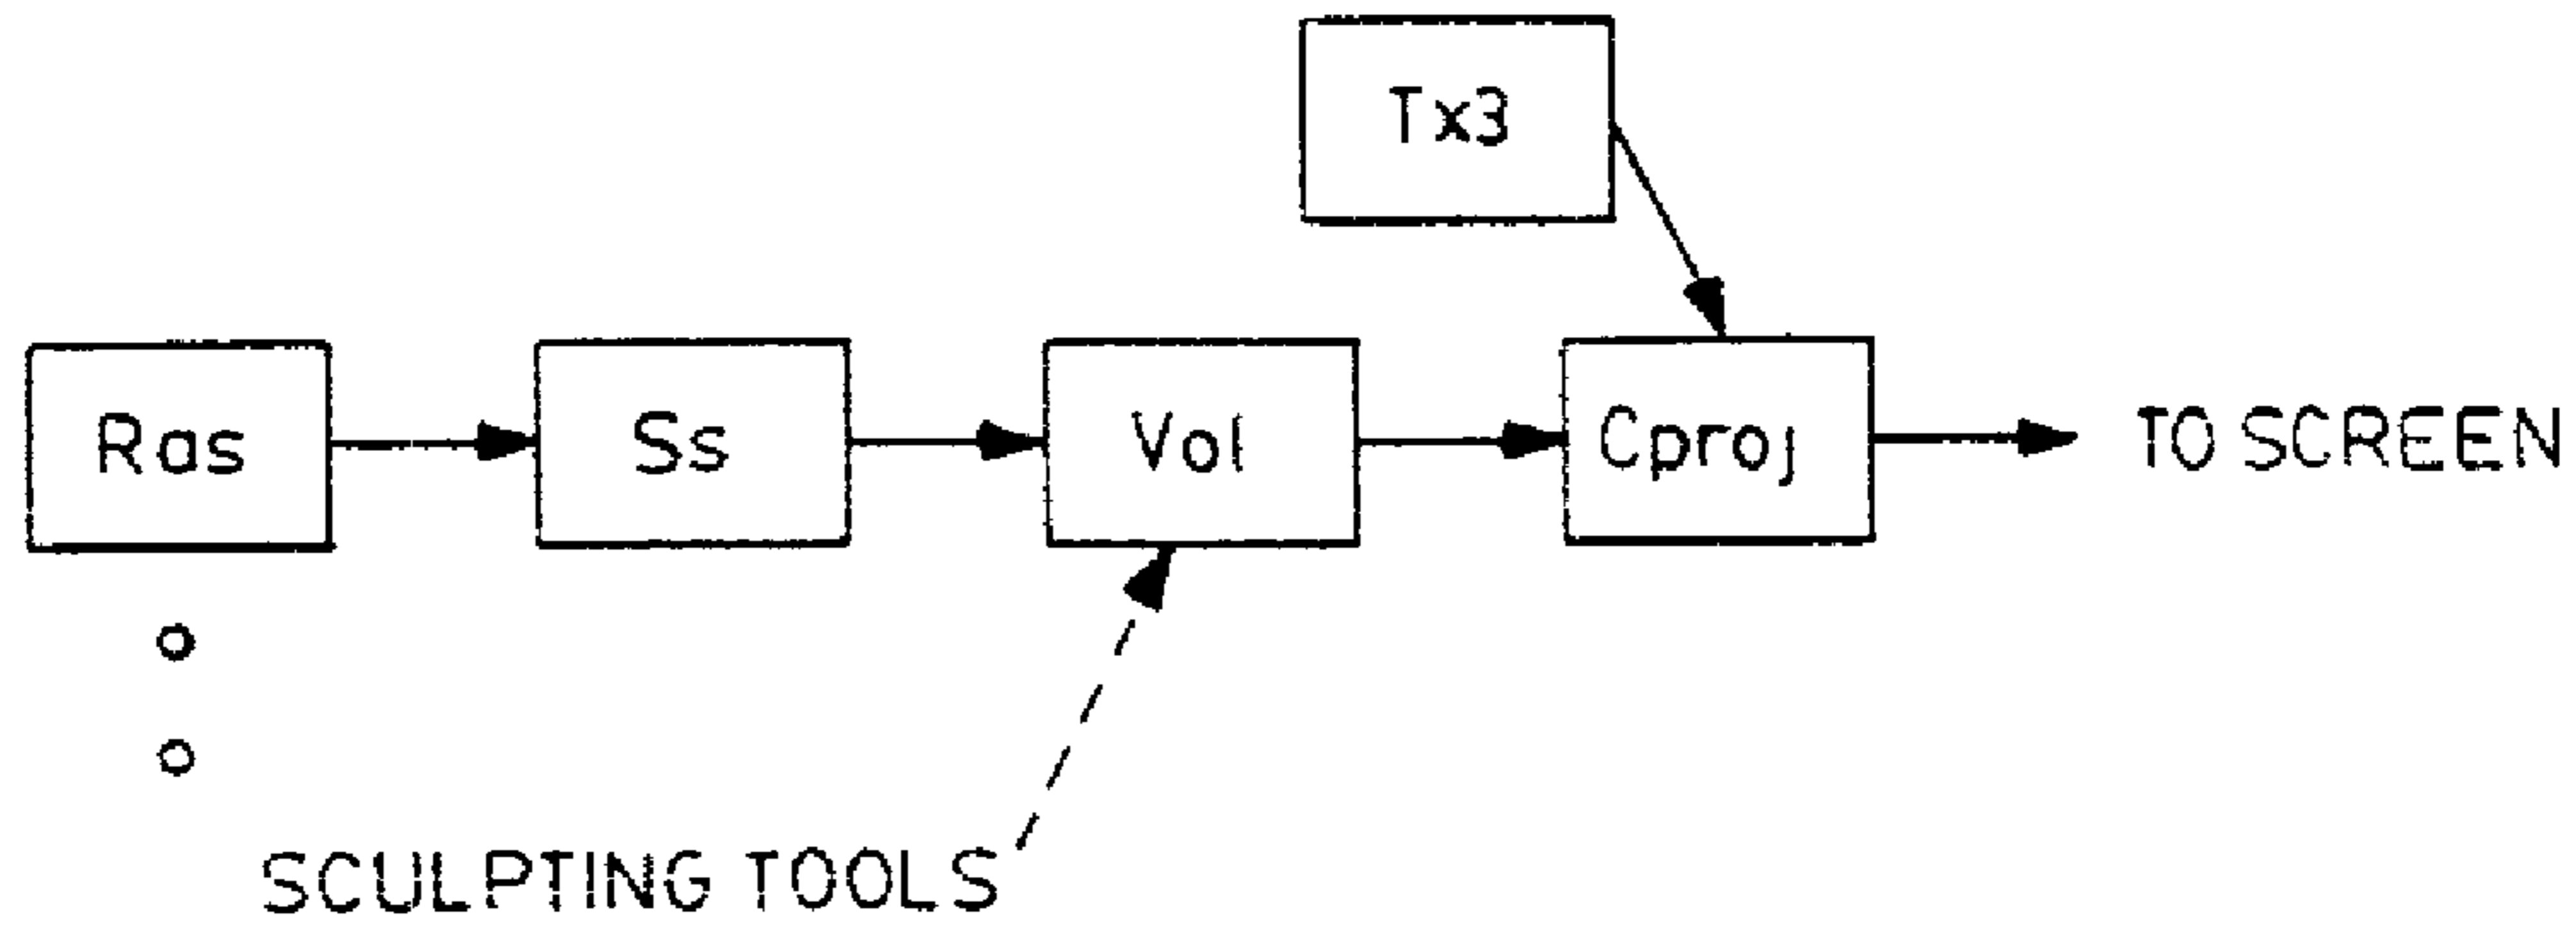 Tx3
Ras
Ss
Vol
Cproj
TO SCREEN
SCULPTING TOOLS